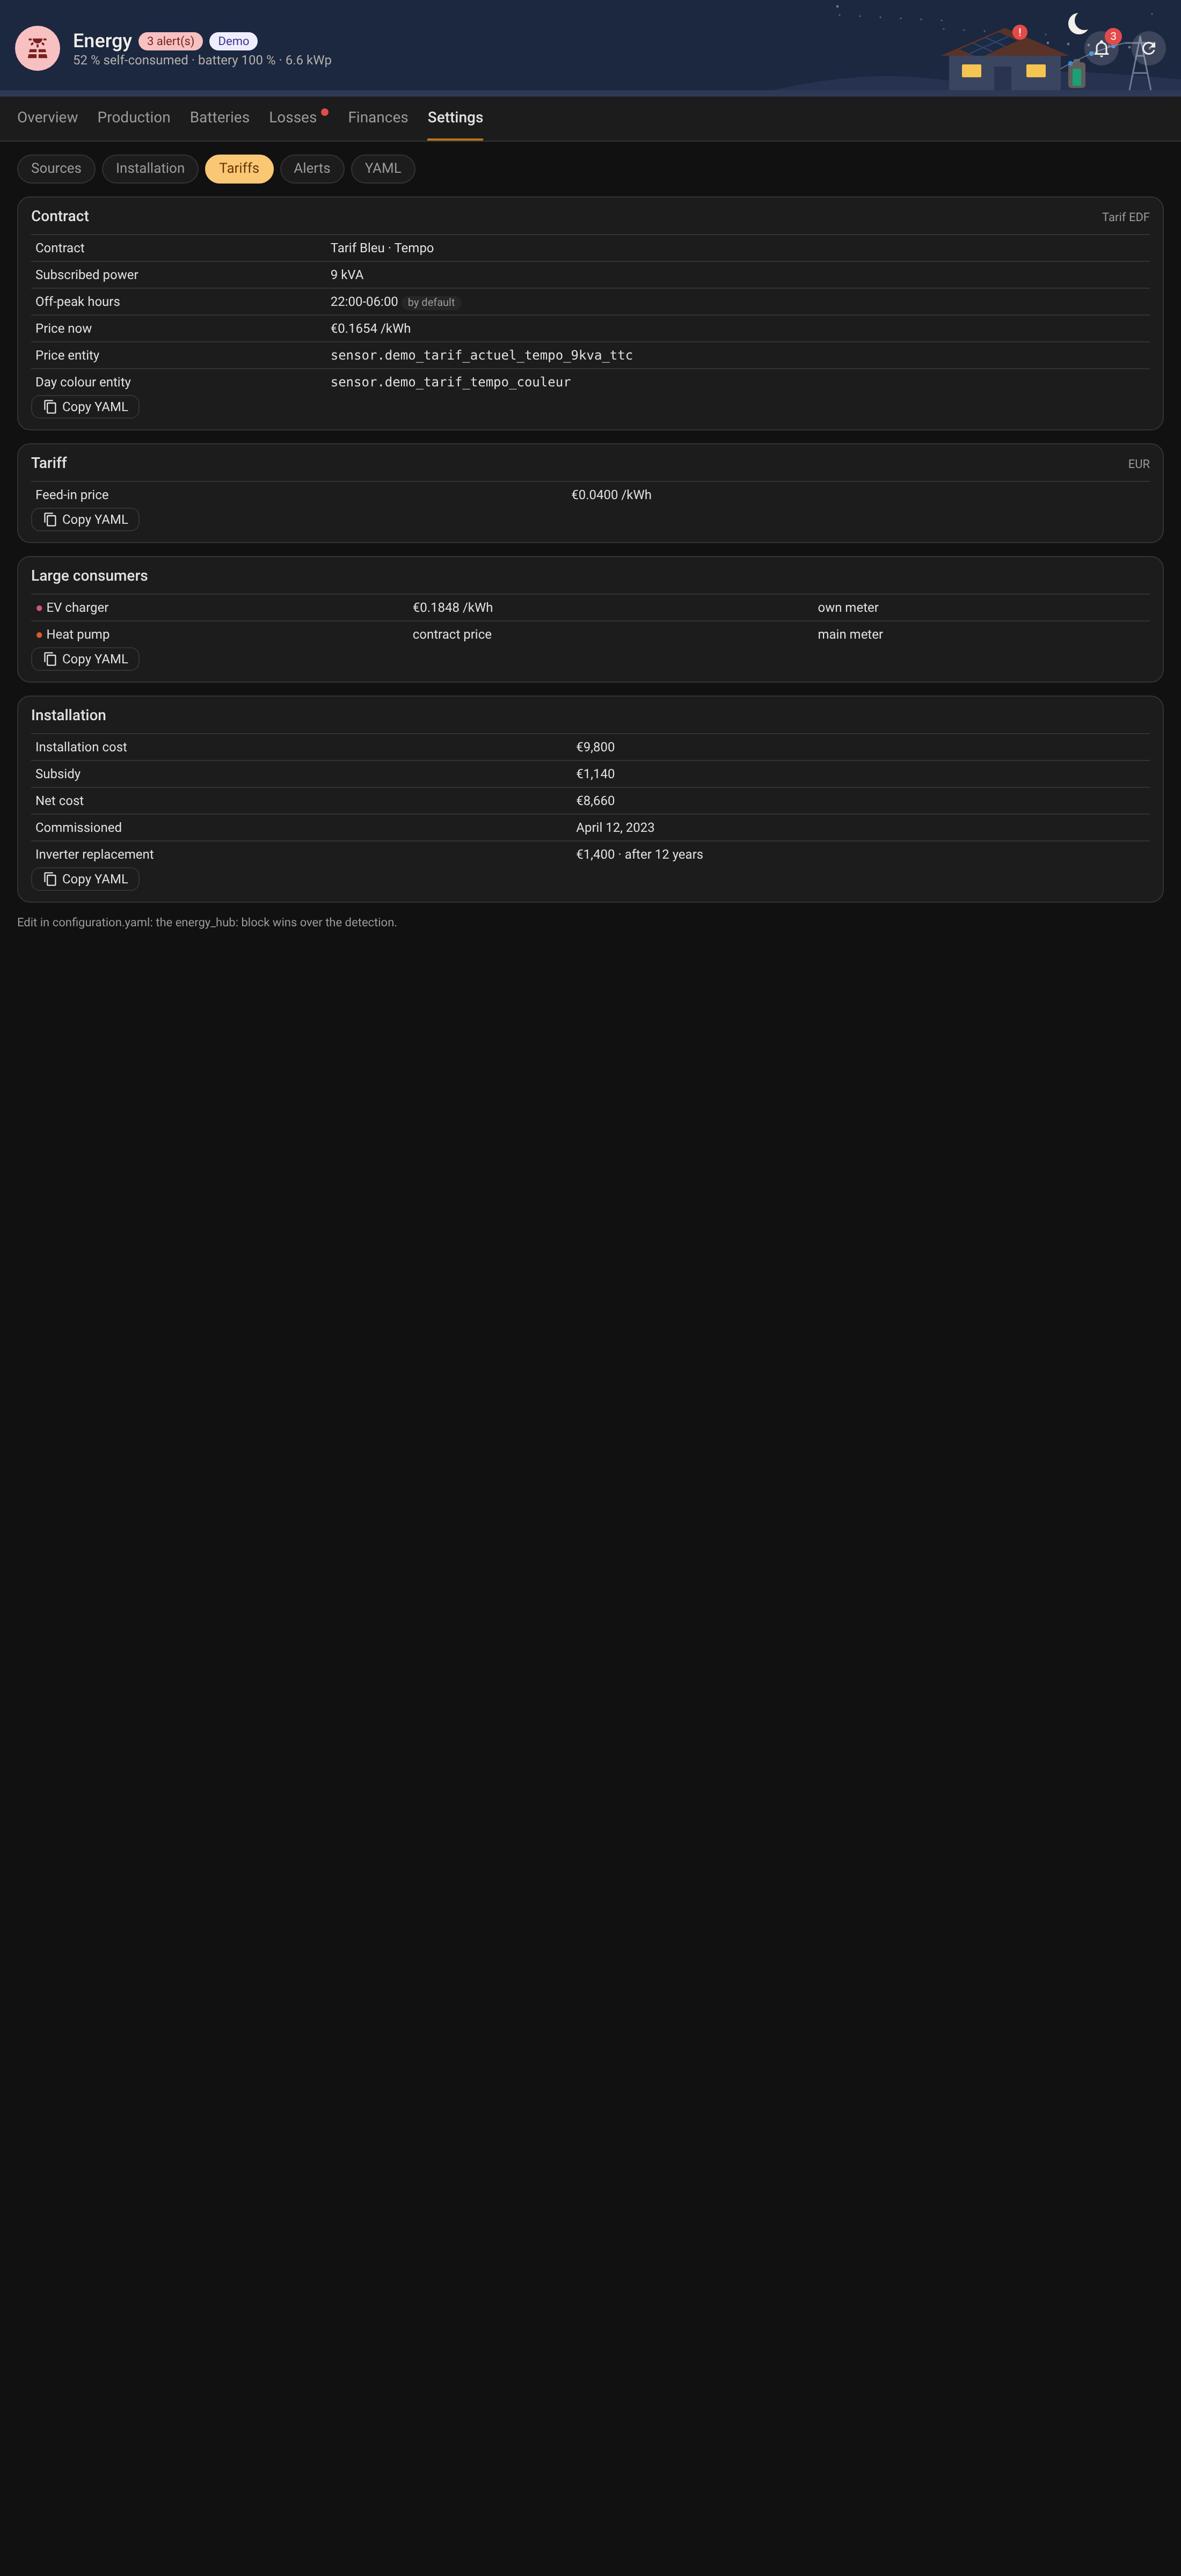 Energy 3 alert(s) Demo
52 % self-consumed · battery 100 % · 6.6 kWp
!
3
Overview Production Batteries Losses Finances Settings
Sources Installation Tariffs Alerts YAML
Contract Tarif EDF
Contract Tarif Bleu · Tempo
Subscribed power 9 kVA
Off-peak hours 22:00-06:00 by default
Price now €0.1654 /kWh
Price entity sensor.demo_tarif_actuel_tempo_9kva_ttc
Day colour entity sensor.demo_tarif_tempo_couleur
Copy YAML
Tariff EUR
Feed-in price €0.0400 /kWh
Copy YAML
Large consumers
EV charger €0.1848 /kWh own meter
Heat pump contract price main meter
Copy YAML
Installation
Installation cost €9,800
Subsidy €1,140
Net cost €8,660
Commissioned April 12, 2023
Inverter replacement €1,400 · after 12 years
Copy YAML
Edit in configuration.yaml: the energy_hub: block wins over the detection.